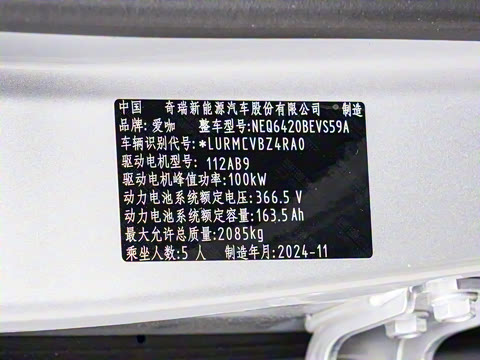 中国 奇瑞新能源汽车股份有限公司 制造
品牌:爱咖 整车型号:NEQ6420BEVS59A
车辆识别代号:*LURMCVBZ4RA0
驱动电机型号: 112AB9
驱动电机峰值功率:100kW
动力电池系统额定电压:366.5 V
动力电池系统额定容量:163.5 Ah
最大允许总质量:2085kg
乘坐人数:5 人 制造年月:2024-11